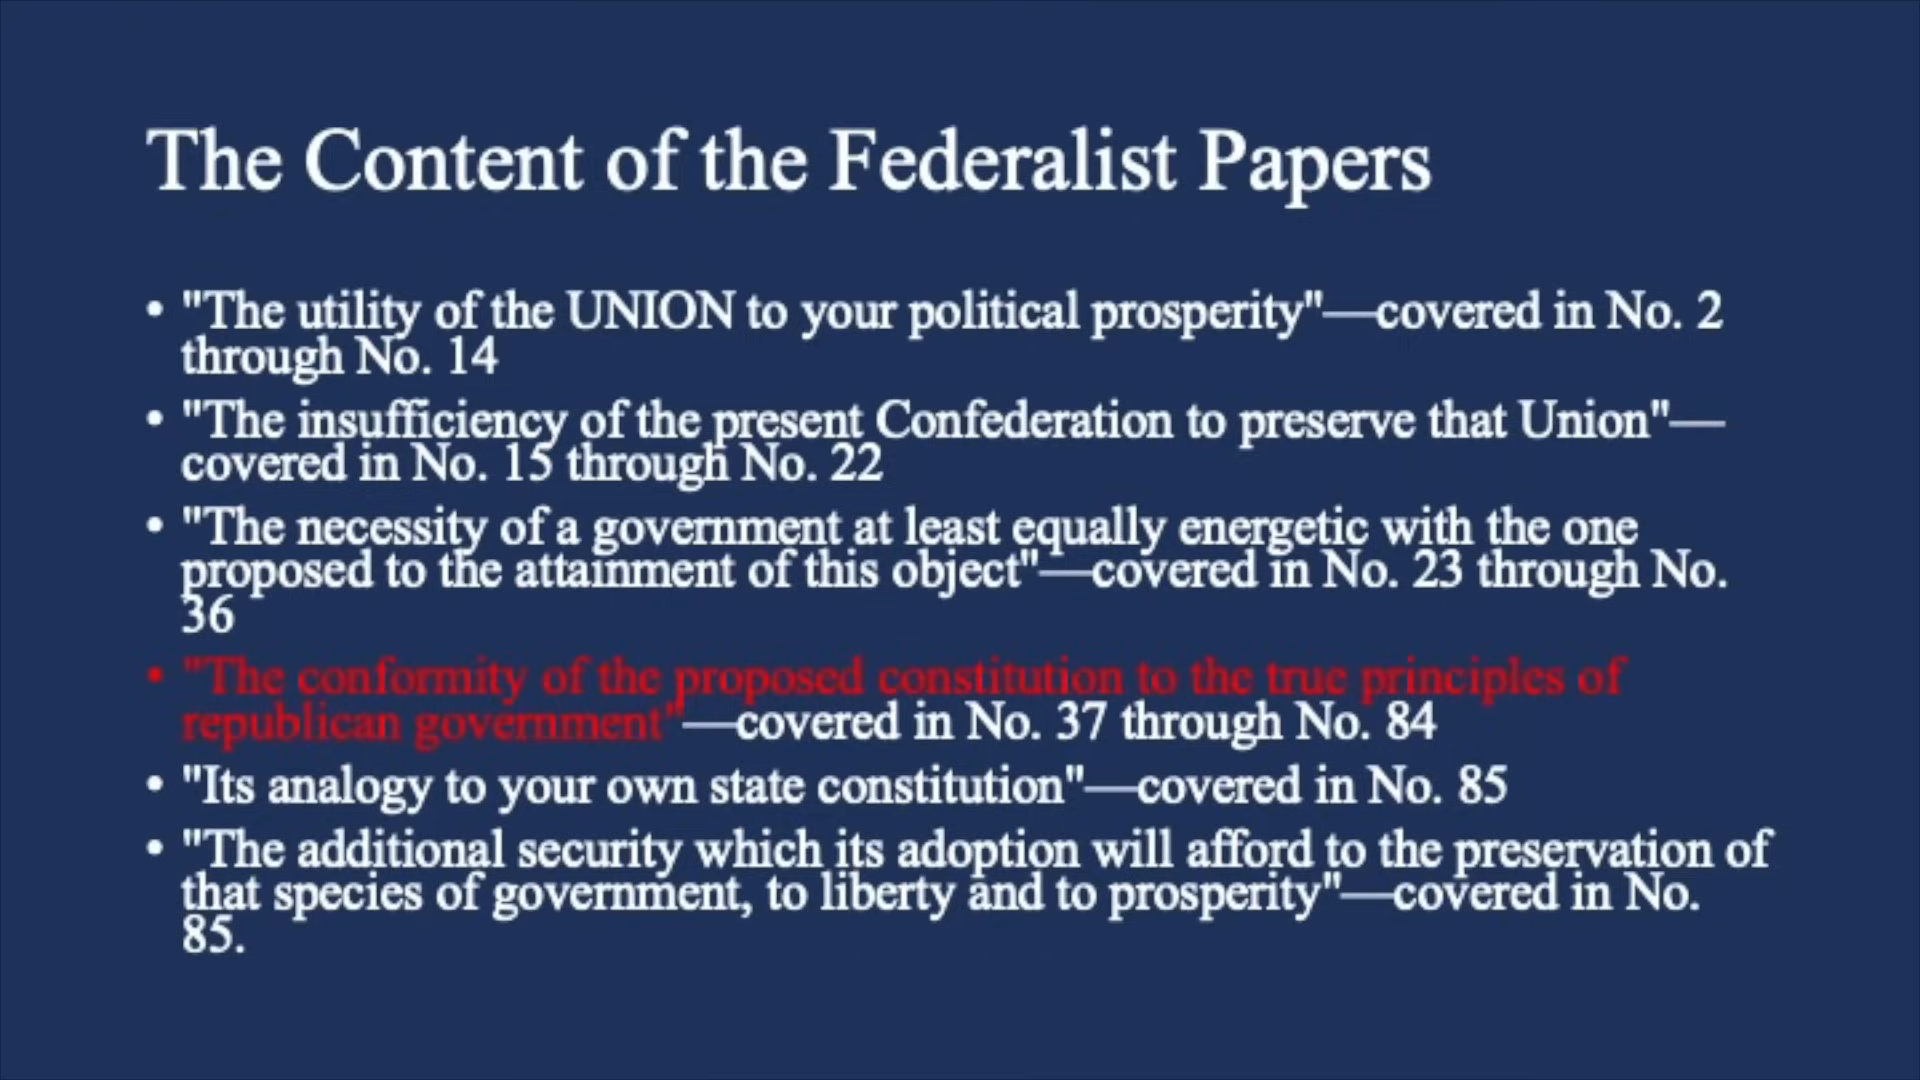 The Content of the Federalist Papers
• "The utility of the UNION to your political prosperity"—covered in No. 2
through No. 14
• "The insufficiency of the present Confederation to preserve that Union"—
covered in No. 15 through No. 22
• "The necessity of a government at least equally energetic with the one
proposed to the attainment of this object"—covered in No. 23 through No.
36
• "The conformity of the proposed constitution to the true principles of
republican government"—covered in No. 37 through No. 84
• "Its analogy to your own state constitution"—covered in No. 85
• "The additional security which its adoption will afford to the preservation of
that species of government, to liberty and to prosperity"—covered in No.
85.